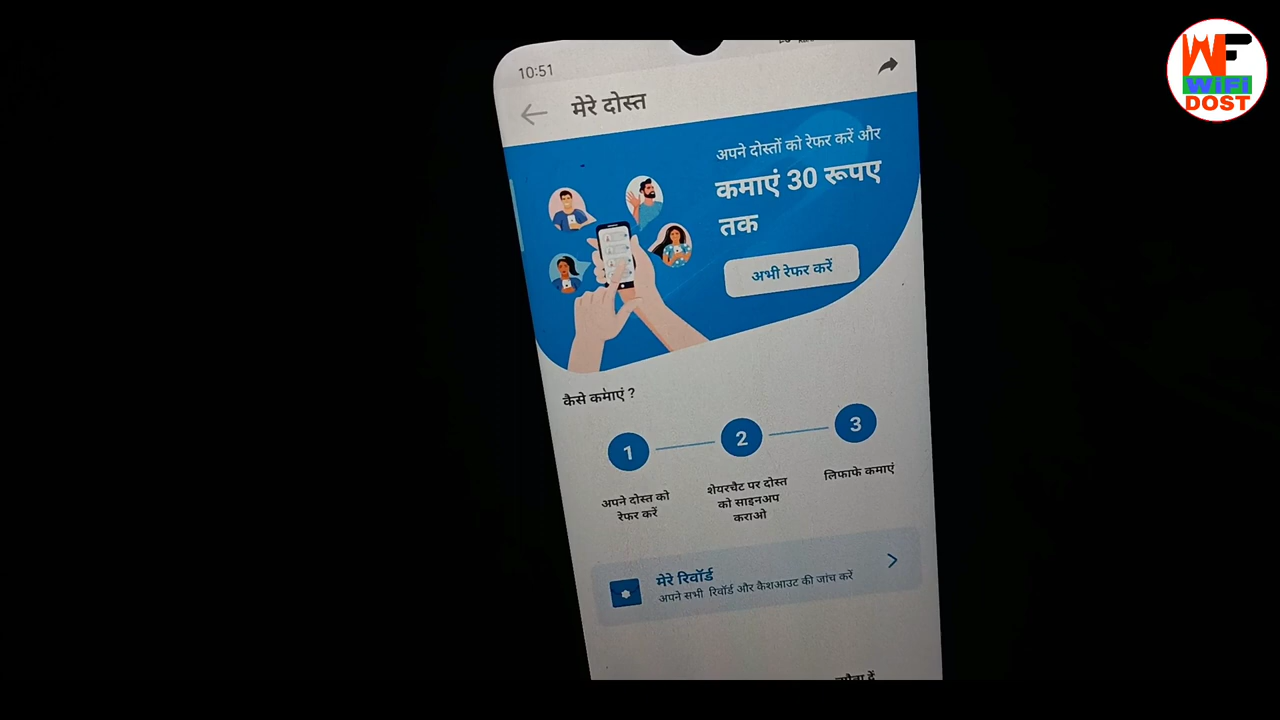 10:51
मेरे दोस्त
अपने दोस्तों को रेफर करें और
कमाएं 30 रूपए
तक
अभी रेफर करें
कैसे कमाएं ?
1
2
3
अपने दोस्त को
रेफर करें
शेयरचैट पर दोस्त
को साइनअप
कराओ
लिफाफे कमाएं
मेरे रिवॉर्ड
अपने सभी रिवॉर्ड और कैशआउट की जांच करें
WF
WiFi
DOST